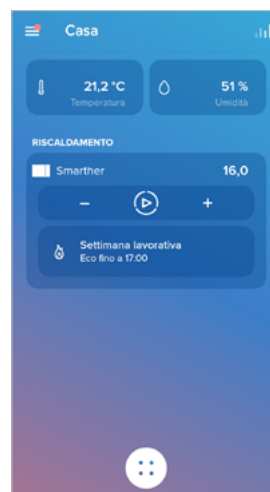 Casa
21,2 °C
Temperatura
51 %
Umidità
RISCALDAMENTO
Smarther
16,0
Settimana lavorativa
Eco fino a 17:00